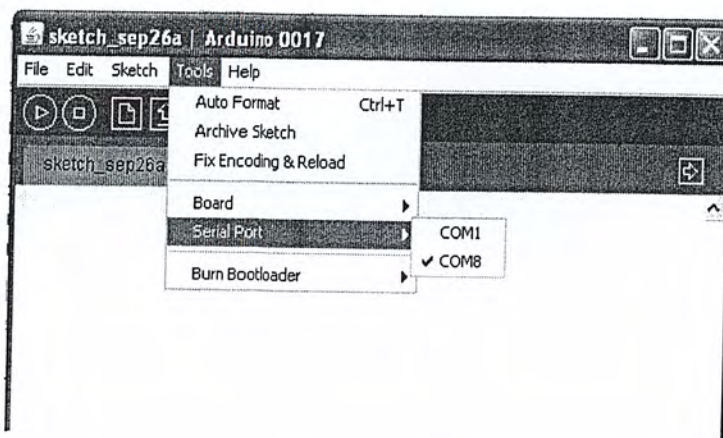 sketch_sep26a | Arduino 0017
File Edit Sketch Tools Help
Auto Format Ctrl+T
Archive Sketch
Fix Encoding & Reload
sketch_sep26a
Board
Serial Port
COM1
✔ COM8
Burn Bootloader